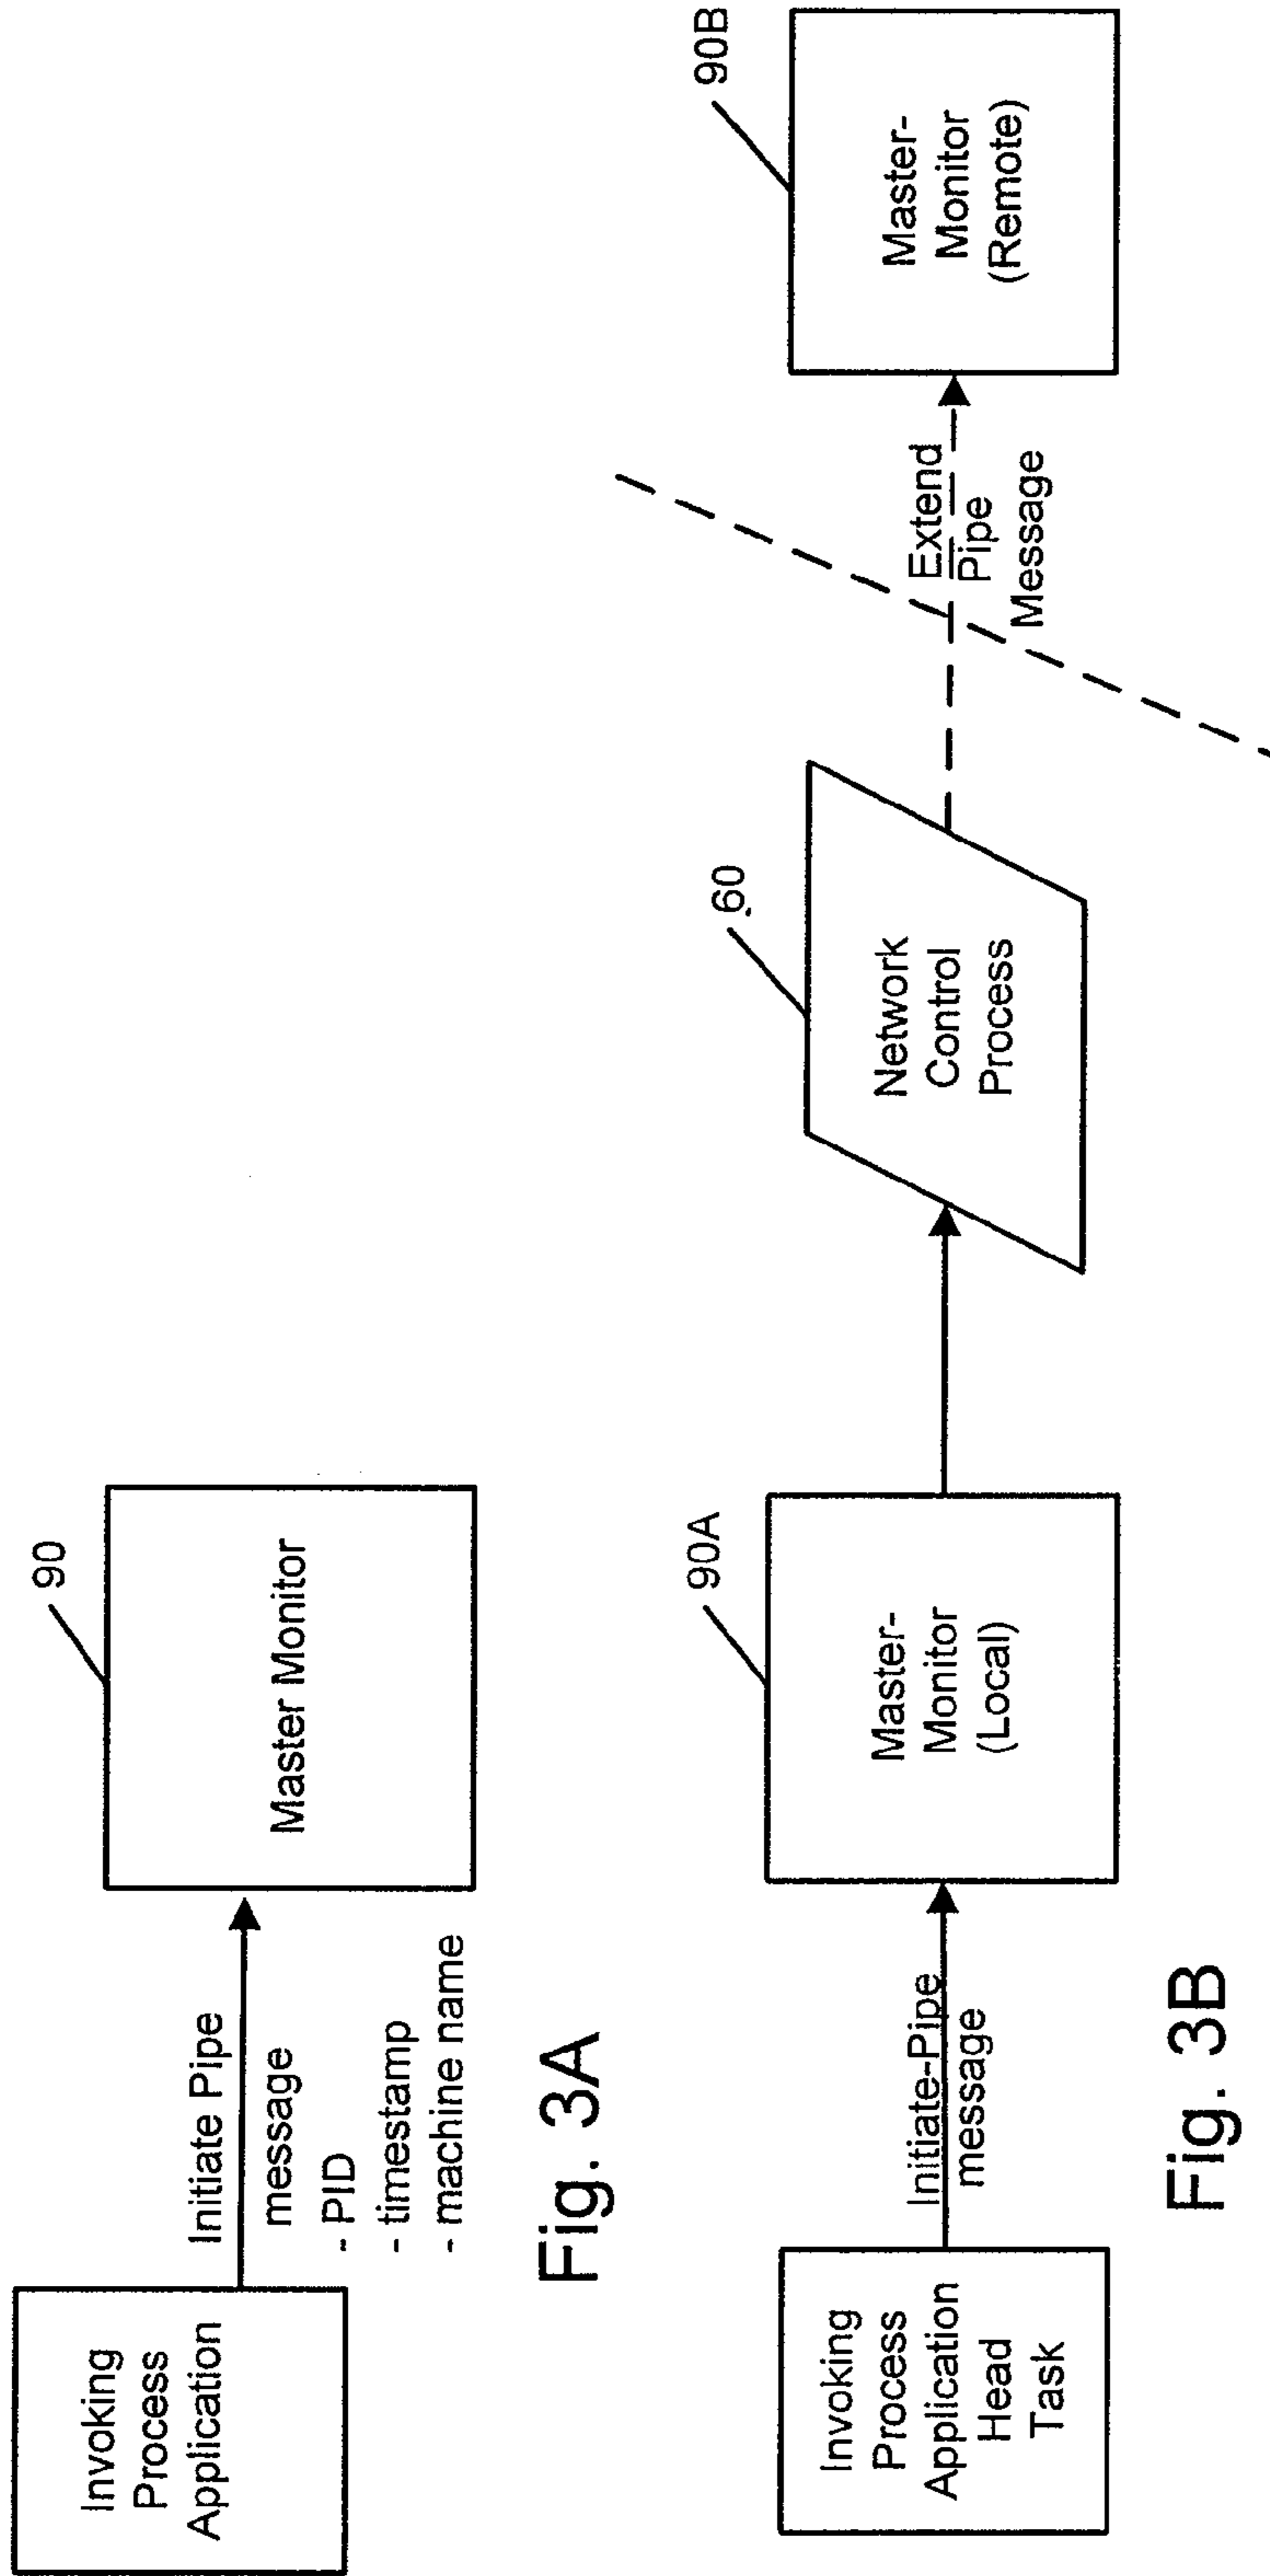 Invoking
Process
Application
Initiate Pipe
message
- PID
- timestamp
- machine name
90
Master Monitor
Fig. 3A
Invoking
Process
Application
Head
Task
Initiate-Pipe
message
90A
Master-
Monitor
(Local)
60
Network
Control
Process
Extend
Pipe
Message
90B
Master-
Monitor
(Remote)
Fig. 3B